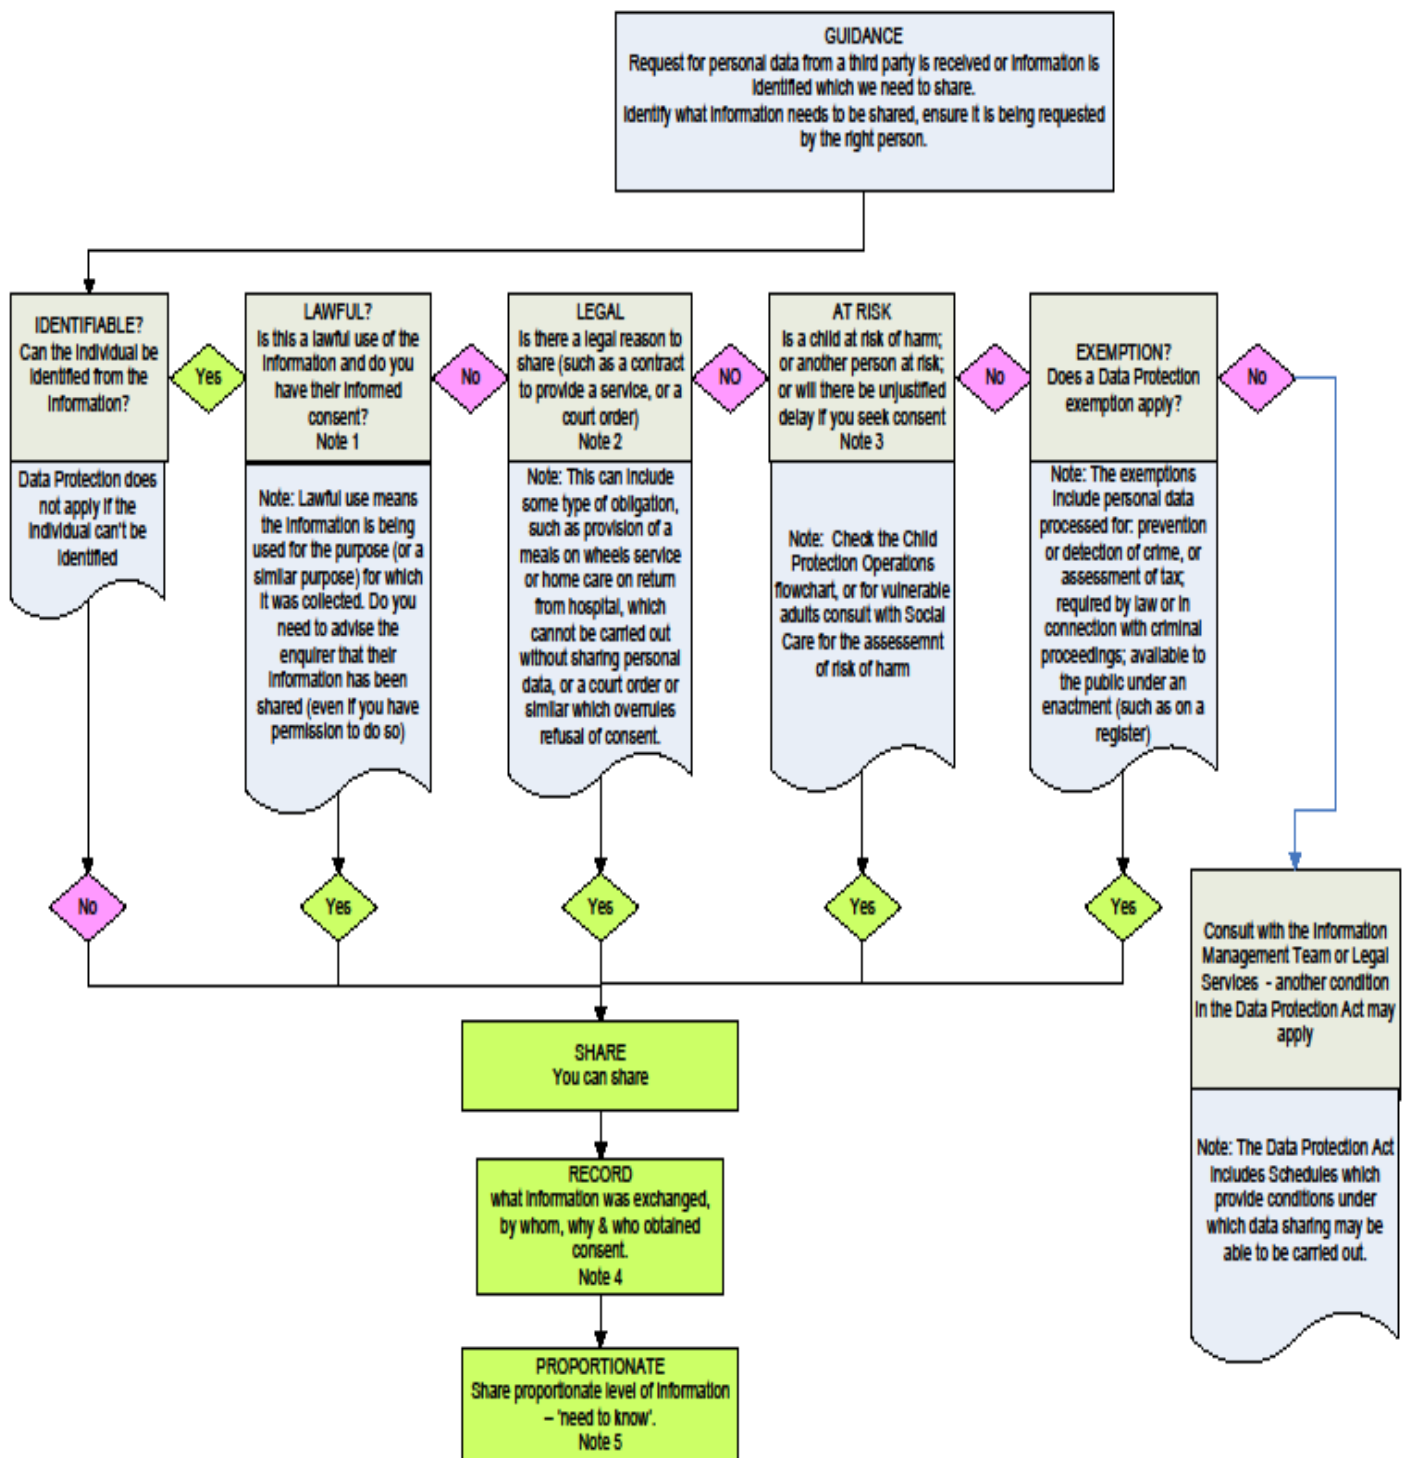 GUIDANCE
Request for personal data from a third party is received or information is
identified which we need to share.
Identify what information needs to be shared, ensure it is being requested
by the right person.
IDENTIFIABLE?
Can the individual be
identified from the
information?
Data Protection does
not apply if the
individual can't be
identified
Yes
LAWFUL?
Is this a lawful use of the
information and do you
have their informed
consent?
Note 1
Note: Lawful use means
the information is being
used for the purpose (or a
similar purpose) for which
it was collected. Do you
need to advise the
enquirer that their
information has been
shared (even if you have
permission to do so)
No
LEGAL
Is there a legal reason to
share (such as a contract
to provide a service, or a
court order)
Note 2
Note: This can include
some type of obligation,
such as provision of a
meals on wheels service
or home care on return
from hospital, which
cannot be carried out
without sharing personal
data, or a court order or
similar which overrules
refusal of consent.
NO
AT RISK
Is a child at risk of harm;
or another person at risk;
or will there be unjustified
delay if you seek consent
Note 3
Note: Check the Child
Protection Operations
flowchart, or for vulnerable
adults consult with Social
Care for the assessemnt
of risk of harm
No
EXEMPTION?
Does a Data Protection
exemption apply?
Note: The exemptions
include personal data
processed for: prevention
or detection of crime, or
assessment of tax;
required by law or in
connection with criminal
proceedings; available to
the public under an
enactment (such as on a
register)
No
No
Yes
Yes
Yes
Yes
Consult with the Information
Management Team or Legal
Services - another condition
in the Data Protection Act may
apply
Note: The Data Protection Act
includes Schedules which
provide conditions under
which data sharing may be
able to be carried out.
SHARE
You can share
RECORD
what information was exchanged,
by whom, why & who obtained
consent.
Note 4
PROPORTIONATE
Share proportionate level of information
– 'need to know'.
Note 5